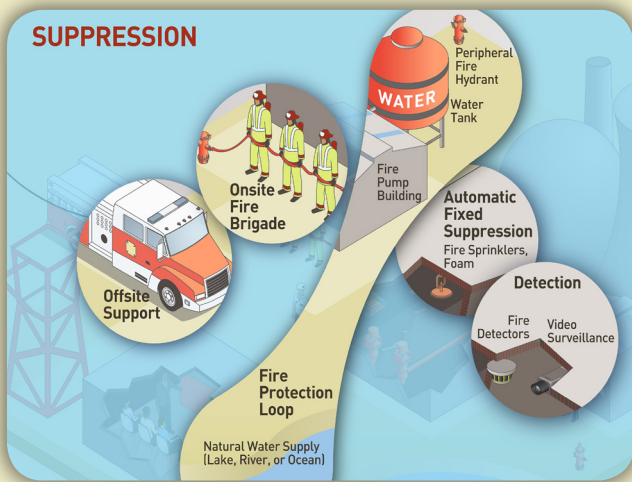 SUPPRESSION
Peripheral
Fire
Hydrant
WATER
Water
Tank
Fire
Pump
Building
Onsite
Fire
Brigade
Automatic
Fixed
Suppression
Fire Sprinklers,
Foam
Offsite
Support
Detection
Fire
Detectors
Video
Surveillance
Fire
Protection
Loop
Natural Water Supply
(Lake, River, or Ocean)